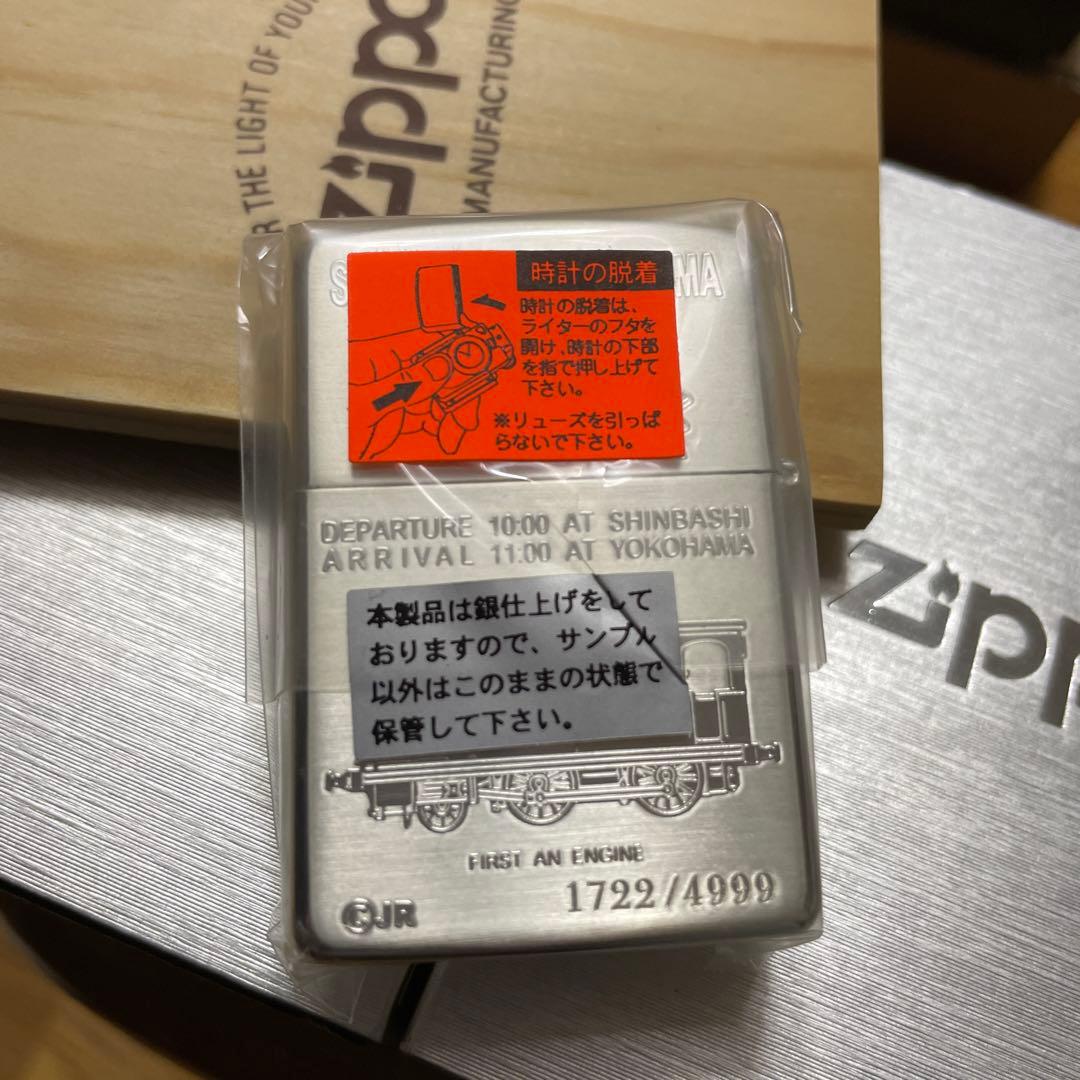 THE LIGHT OF
Zippo
MANUFACTURING
時計の脱着
時計の脱着は、
ライターのフタを
開け、時計の下部
を指で押し上げて
下さい。
※リューズを引っぱ
らないで下さい。
DEPARTURE 10:00 AT SHINBASHI
ARRIVAL 11:00 AT YOKOHAMA
本製品は銀仕上げをして
おりますので、サンプル
以外はこのままの状態で
保管して下さい。
FIRST AN ENGINE
1722/4999
©JR
Zipp